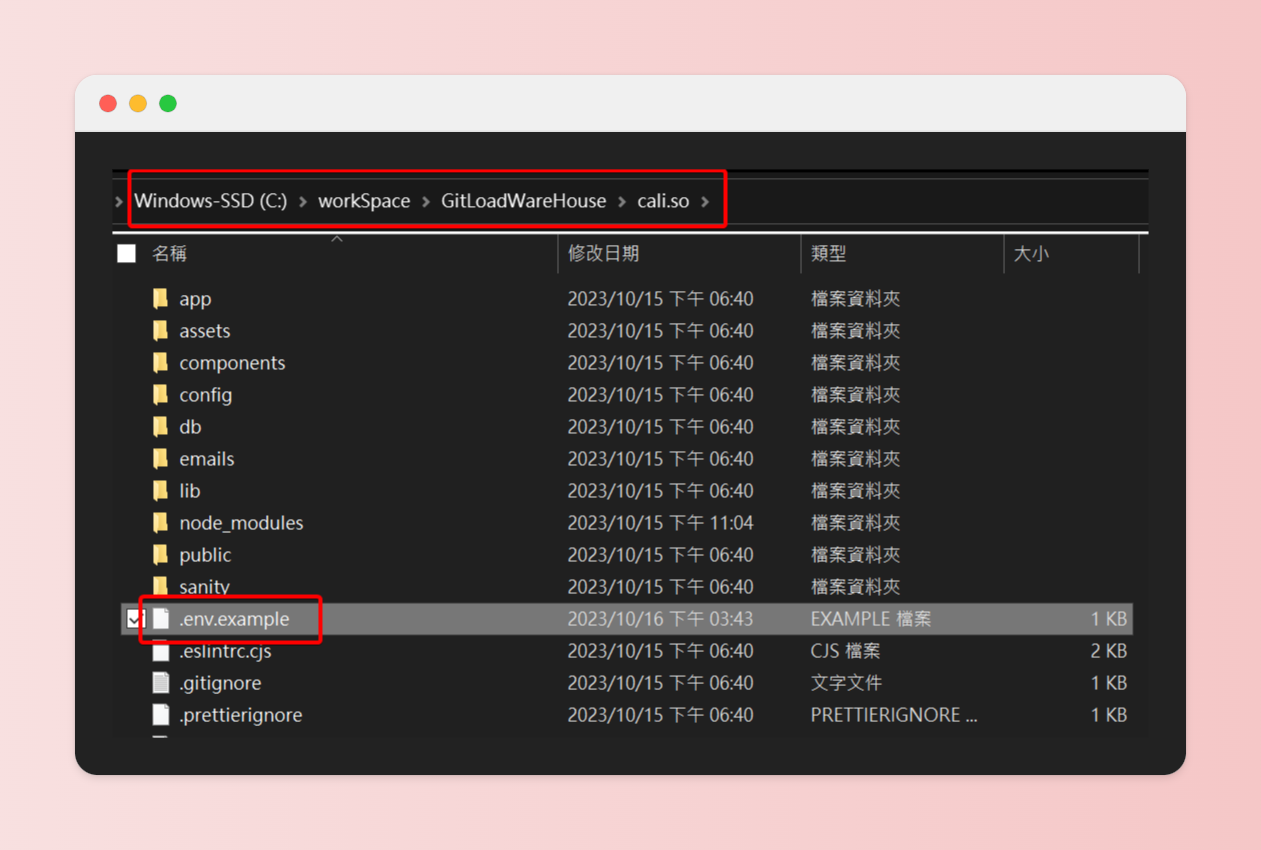 Windows-SSD (C:) > workSpace > GitLoadWareHouse > cali.so >
名稱 修改日期 類型 大小
app 2023/10/15 下午 06:40 檔案資料夾
assets 2023/10/15 下午 06:40 檔案資料夾
components 2023/10/15 下午 06:40 檔案資料夾
config 2023/10/15 下午 06:40 檔案資料夾
db 2023/10/15 下午 06:40 檔案資料夾
emails 2023/10/15 下午 06:40 檔案資料夾
lib 2023/10/15 下午 06:40 檔案資料夾
node_modules 2023/10/15 下午 11:04 檔案資料夾
public 2023/10/15 下午 06:40 檔案資料夾
sanity 2023/10/15 下午 06:40 檔案資料夾
.env.example 2023/10/16 下午 03:43 EXAMPLE 檔案 1 KB
.eslintrc.cjs 2023/10/15 下午 06:40 CJS 檔案 2 KB
.gitignore 2023/10/15 下午 06:40 文字文件 1 KB
.prettierignore 2023/10/15 下午 06:40 PRETTIERIGNORE ... 1 KB